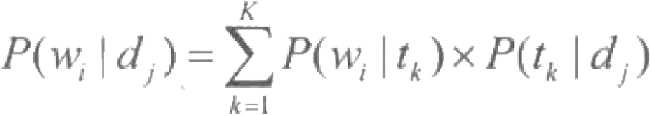 P(w_i | d_j) = \sum_{k=1}^{K} P(w_i | t_k) × P(t_k | d_j)